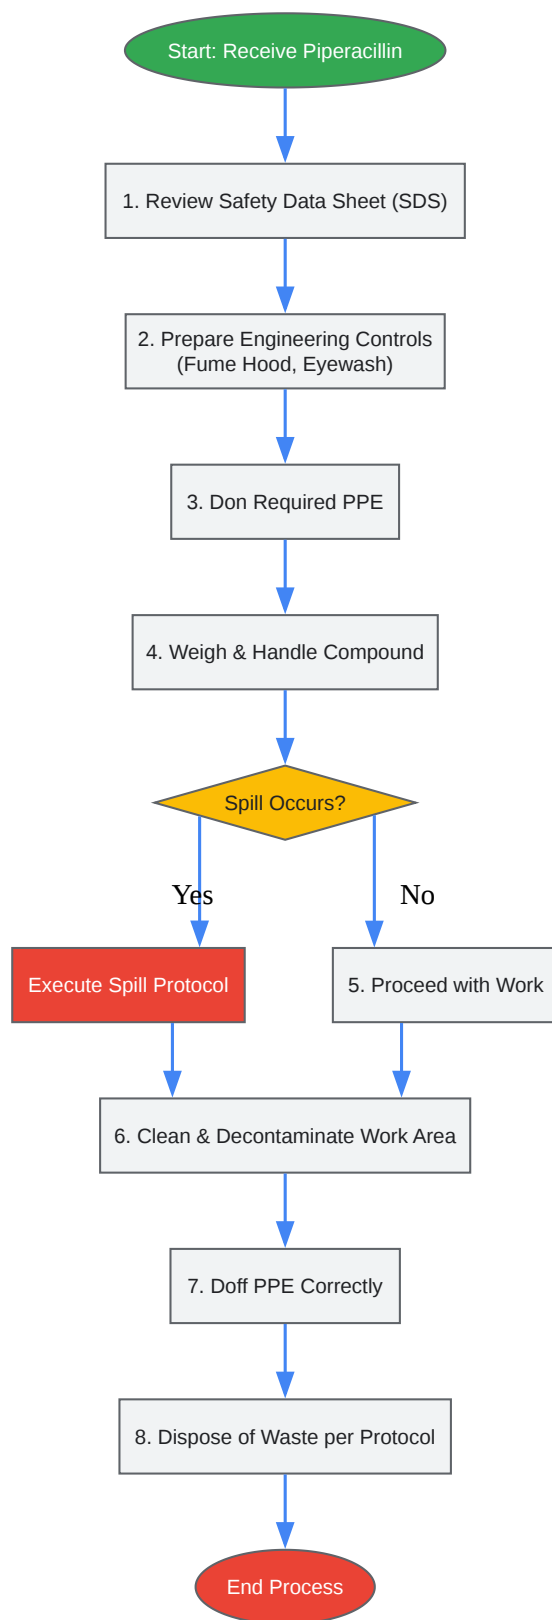 Start: Receive Piperacillin
1. Review Safety Data Sheet (SDS)
2. Prepare Engineering Controls
(Fume Hood, Eyewash)
3. Don Required PPE
4. Weigh & Handle Compound
Spill Occurs?
Yes
No
Execute Spill Protocol
5. Proceed with Work
6. Clean & Decontaminate Work Area
7. Doff PPE Correctly
8. Dispose of Waste per Protocol
End Process